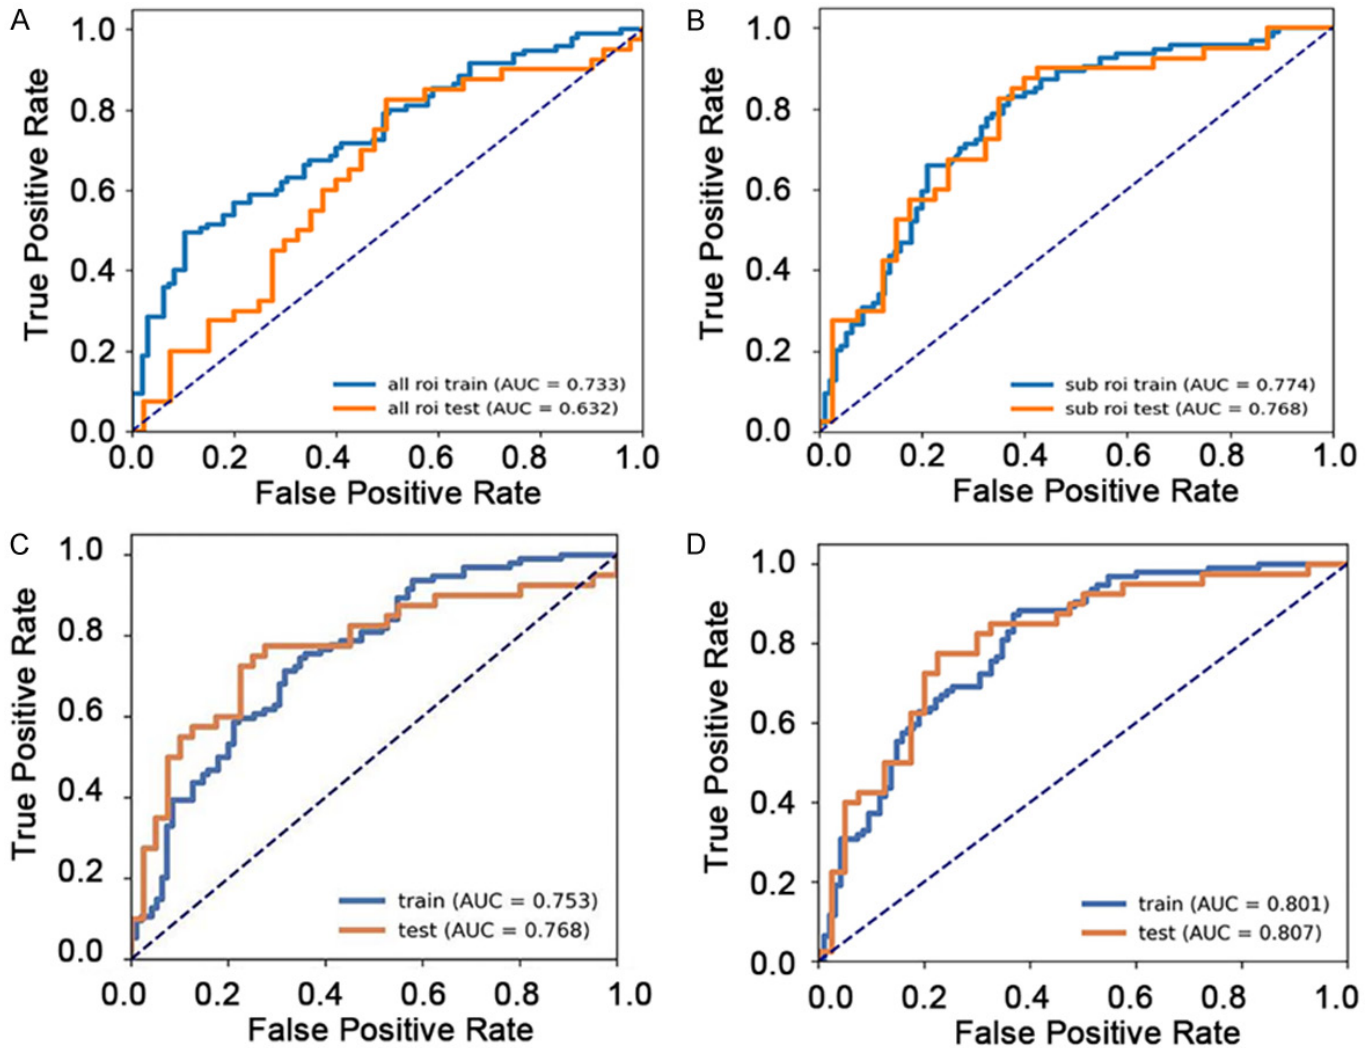 A
True Positive Rate
1.0
0.8
0.6
0.4
0.2
0.0
all roi train (AUC = 0.733)
all roi test (AUC = 0.632)
0.0 0.2 0.4 0.6 0.8 1.0
False Positive Rate
B
True Positive Rate
1.0
0.8
0.6
0.4
0.2
0.0
sub roi train (AUC = 0.774)
sub roi test (AUC = 0.768)
0.0 0.2 0.4 0.6 0.8 1.0
False Positive Rate
C
True Positive Rate
1.0
0.8
0.6
0.4
0.2
0.0
train (AUC = 0.753)
test (AUC = 0.768)
0.0 0.2 0.4 0.6 0.8 1.0
False Positive Rate
D
True Positive Rate
1.0
0.8
0.6
0.4
0.2
0.0
train (AUC = 0.801)
test (AUC = 0.807)
0.0 0.2 0.4 0.6 0.8 1.0
False Positive Rate